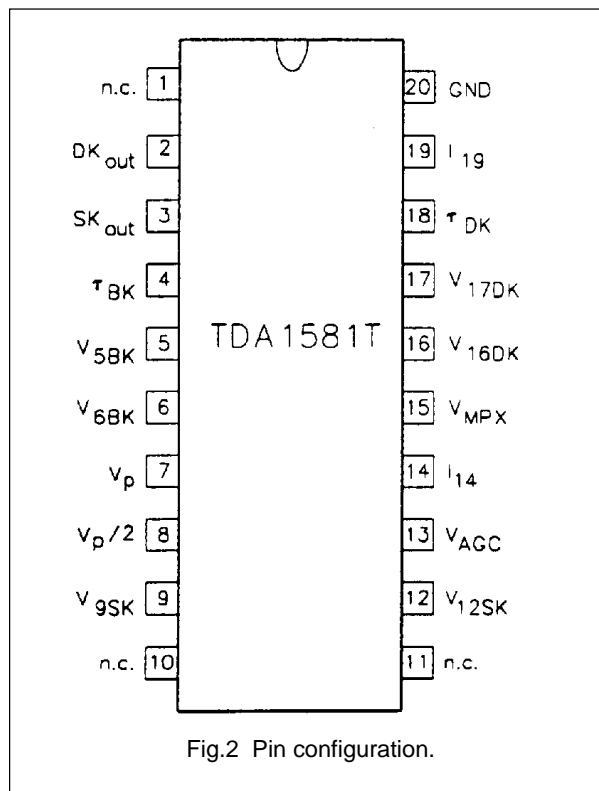 n.c. 1 20 GND
DK out 2 19 I 19
SK out 3 18 τ DK
τ BK 4 17 V 17DK
V 5BK 5 TDA1581T 16 V 16DK
V 6BK 6 15 V MPX
Vp 7 14 I 14
Vp/2 8 13 V AGC
V 9SK 9 12 V 12SK
n.c. 10 11 n.c.
Fig.2 Pin configuration.